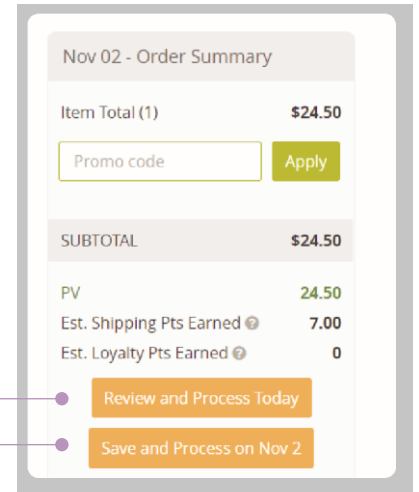 Nov 02 - Order Summary
Item Total (1) $24.50
Promo code Apply
SUBTOTAL $24.50
PV 24.50
Est. Shipping Pts Earned ? 7.00
Est. Loyalty Pts Earned ? 0
Review and Process Today
Save and Process on Nov 2